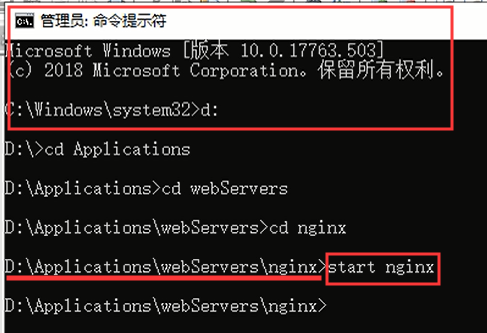 管理员: 命令提示符
Microsoft Windows [版本 10.0.17763.503]
(c) 2018 Microsoft Corporation。保留所有权利。
C:\Windows\system32>d:
D:\>cd Applications
D:\Applications>cd webServers
D:\Applications\webServers>cd nginx
D:\Applications\webServers\nginx>start nginx
D:\Applications\webServers\nginx>